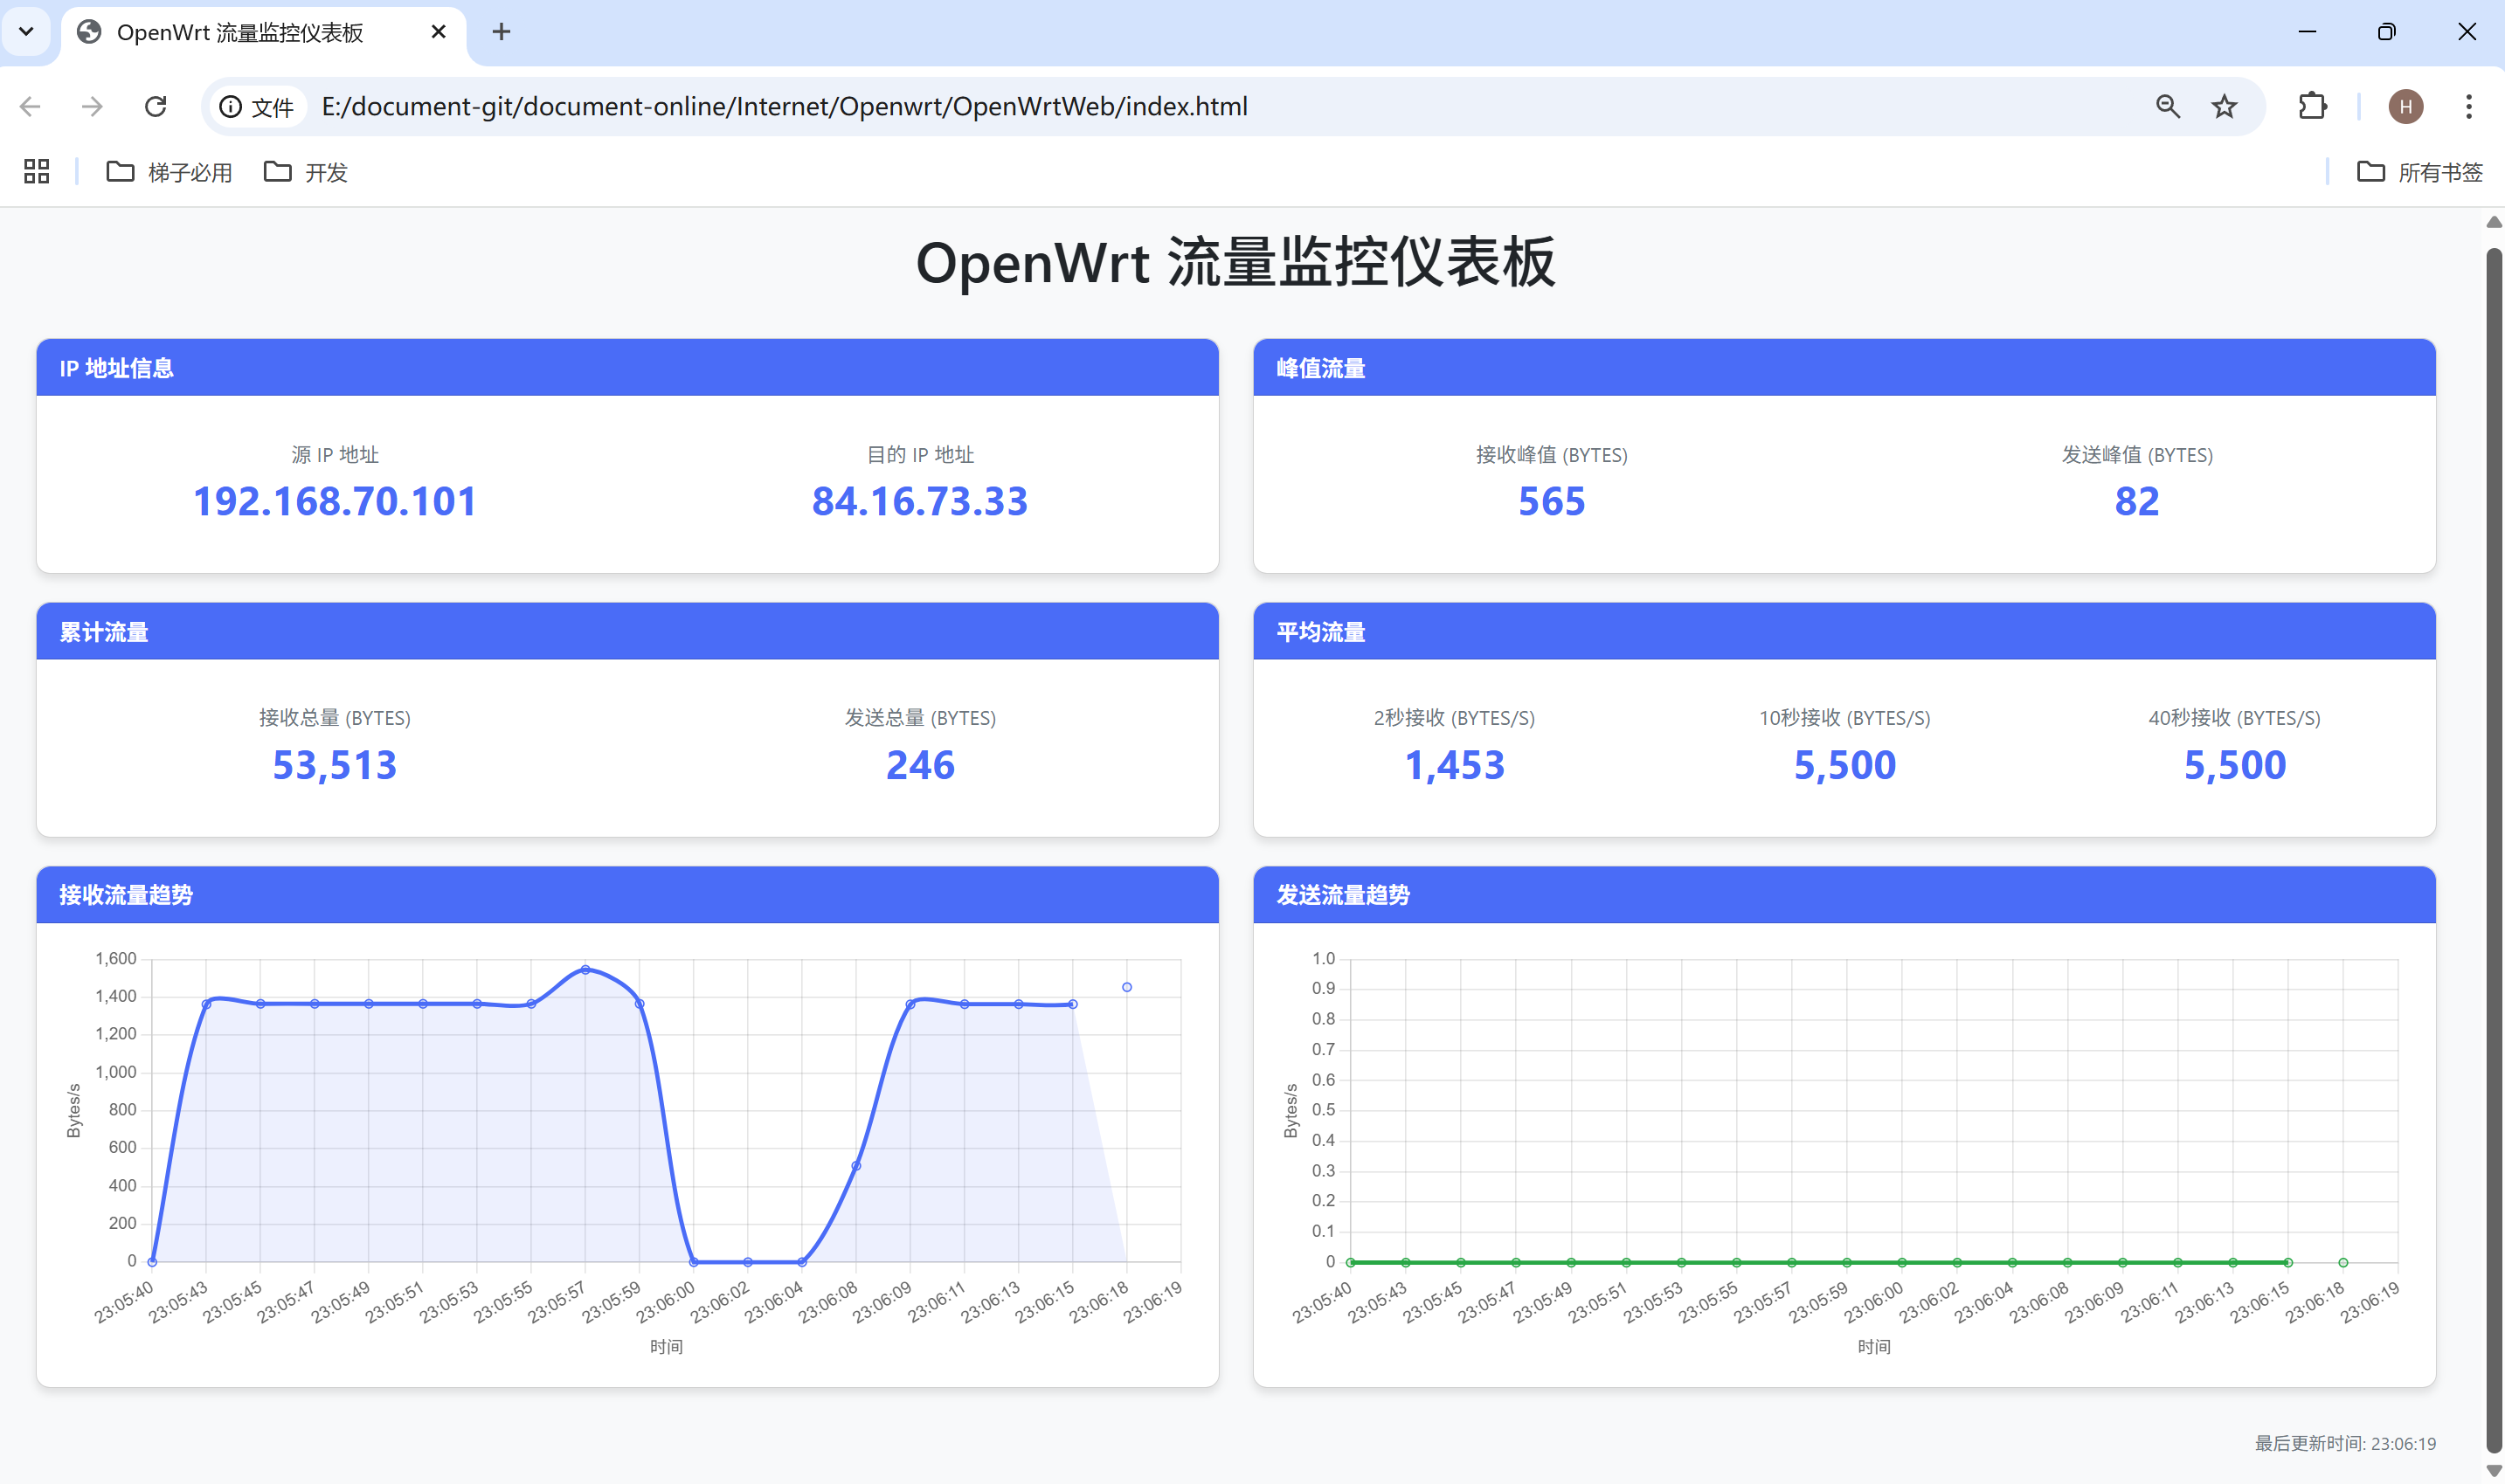 OpenWrt 流量监控仪表板
文件 E:/document-git/document-online/Internet/Openwrt/OpenWrtWeb/index.html
H
梯子必用 开发 所有书签
OpenWrt 流量监控仪表板
IP 地址信息
源 IP 地址 目的 IP 地址
192.168.70.101 84.16.73.33
峰值流量
接收峰值 (BYTES) 发送峰值 (BYTES)
565 82
累计流量
接收总量 (BYTES) 发送总量 (BYTES)
53,513 246
平均流量
2秒接收 (BYTES/S) 10秒接收 (BYTES/S) 40秒接收 (BYTES/S)
1,453 5,500 5,500
接收流量趋势
Bytes/s
1,600
1,400
1,200
1,000
800
600
400
200
0
23:05:40 23:05:43 23:05:45 23:05:47 23:05:49 23:05:51 23:05:53 23:05:55 23:05:57 23:05:59 23:06:00 23:06:02 23:06:04 23:06:08 23:06:09 23:06:11 23:06:13 23:06:15 23:06:18 23:06:19
时间
发送流量趋势
Bytes/s
1.0
0.9
0.8
0.7
0.6
0.5
0.4
0.3
0.2
0.1
0
23:05:40 23:05:43 23:05:45 23:05:47 23:05:49 23:05:51 23:05:53 23:05:55 23:05:57 23:05:59 23:06:00 23:06:02 23:06:04 23:06:08 23:06:09 23:06:11 23:06:13 23:06:15 23:06:18 23:06:19
时间
最后更新时间: 23:06:19